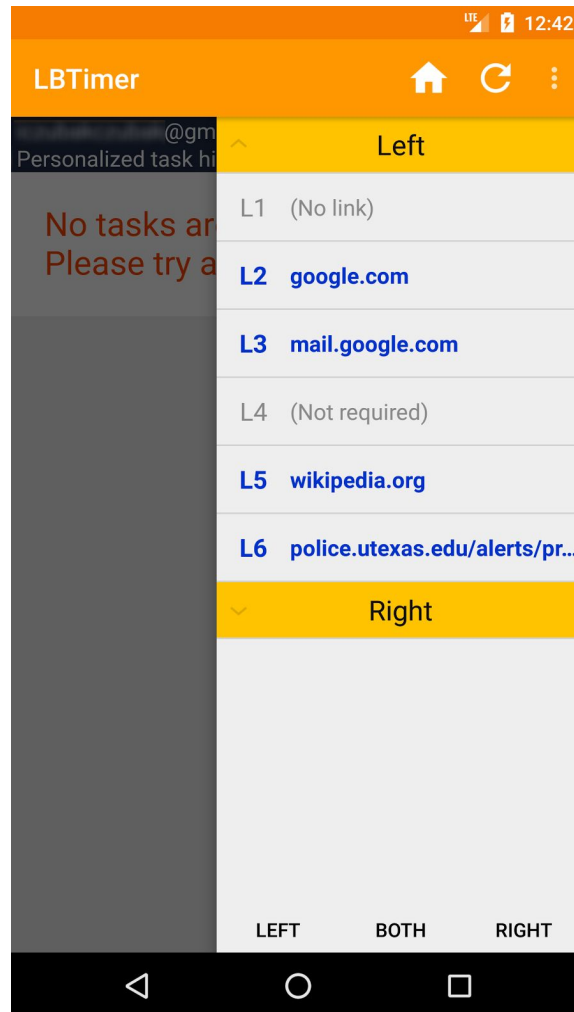 LTE 12:42
LBTimer
@gm
Personalized task hi
No tasks ar
Please try a
Left
L1 (No link)
L2 google.com
L3 mail.google.com
L4 (Not required)
L5 wikipedia.org
L6 police.utexas.edu/alerts/pr...
Right
LEFT BOTH RIGHT